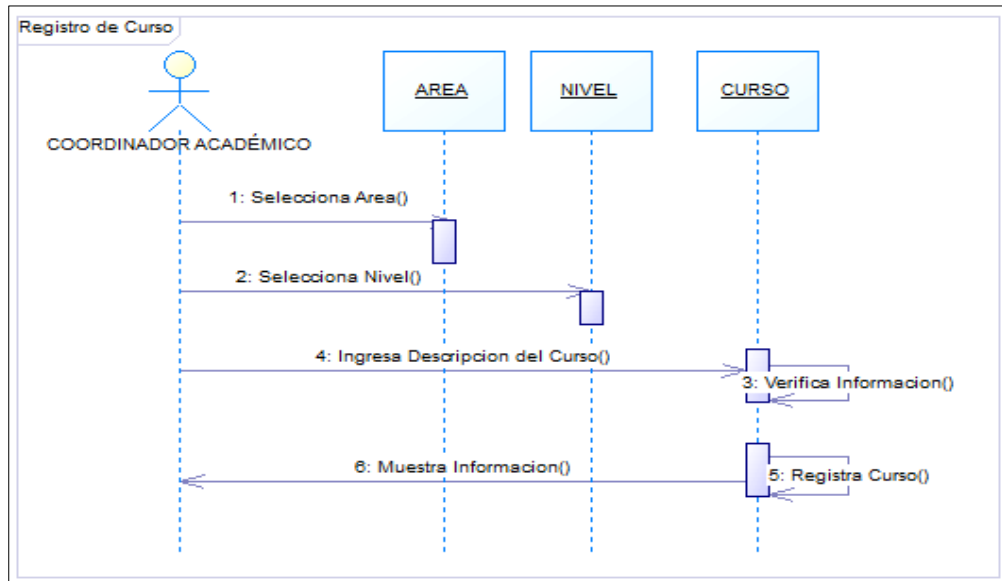 Registro de Curso
AREA
NIVEL
CURSO
COORDINADOR ACADÉMICO
1: Selecciona Area()
2: Selecciona Nivel()
4: Ingresa Descripcion del Curso()
3: Verifica Informacion()
6: Muestra Informacion()
5: Registra Curso()